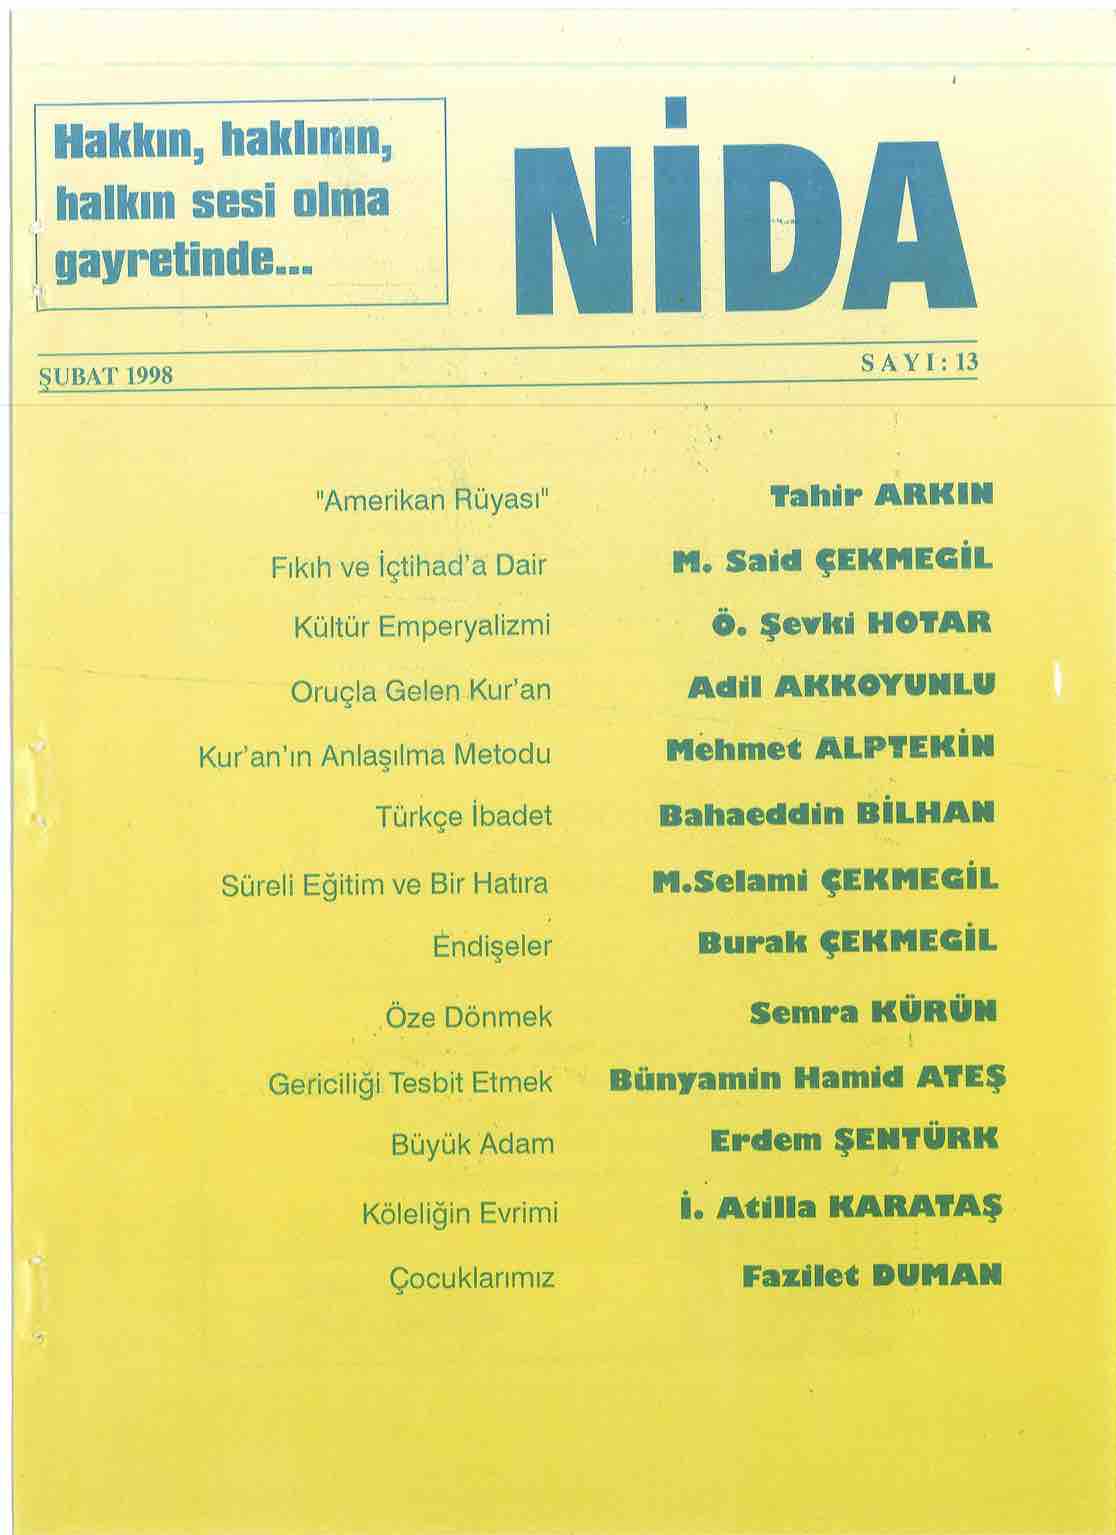 Hakkın, haklının,
halkın sesi olma
gayretinde...
NİDA
ŞUBAT 1998 SAYI: 13
"Amerikan Rüyası" Tahir ARKIN
Fıkıh ve İçtihad'a Dair M. Said ÇEKMEGİL
Kültür Emperyalizmi Ö. Şevki HOTAR
Oruçla Gelen Kur'an Adil AKKOYUNLU
Kur'an'ın Anlaşılma Metodu Mehmet ALPTEKİN
Türkçe İbadet Bahaeddin BİLHAN
Süreli Eğitim ve Bir Hatıra M.Selami ÇEKMEGİL
Endişeler Burak ÇEKMEGİL
Öze Dönmek Semra KÜRÜN
Gericiliği Tesbit Etmek Bünyamin Hamid ATEŞ
Büyük Adam Erdem ŞENTÜRK
Köleliğin Evrimi İ. Atilla KARATAŞ
Çocuklarımız Fazilet DUMAN